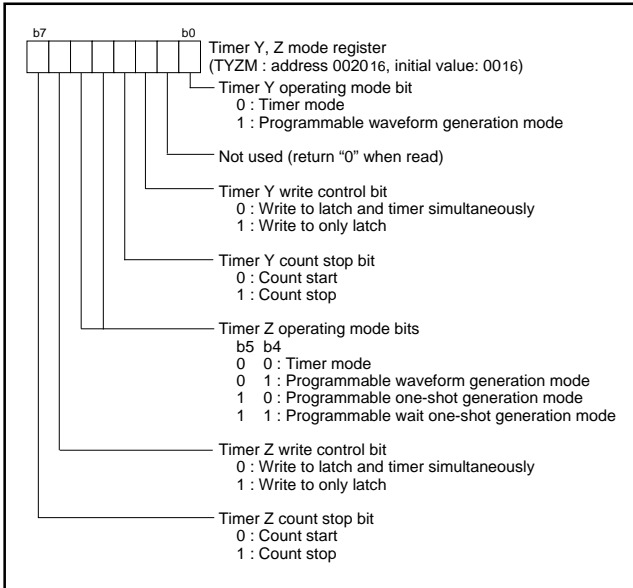 b7 b0
Timer Y, Z mode register
(TYZM : address 002016, initial value: 0016)
Timer Y operating mode bit
0 : Timer mode
1 : Programmable waveform generation mode
Not used (return “0” when read)
Timer Y write control bit
0 : Write to latch and timer simultaneously
1 : Write to only latch
Timer Y count stop bit
0 : Count start
1 : Count stop
Timer Z operating mode bits
b5 b4
0 0 : Timer mode
0 1 : Programmable waveform generation mode
1 0 : Programmable one-shot generation mode
1 1 : Programmable wait one-shot generation mode
Timer Z write control bit
0 : Write to latch and timer simultaneously
1 : Write to only latch
Timer Z count stop bit
0 : Count start
1 : Count stop